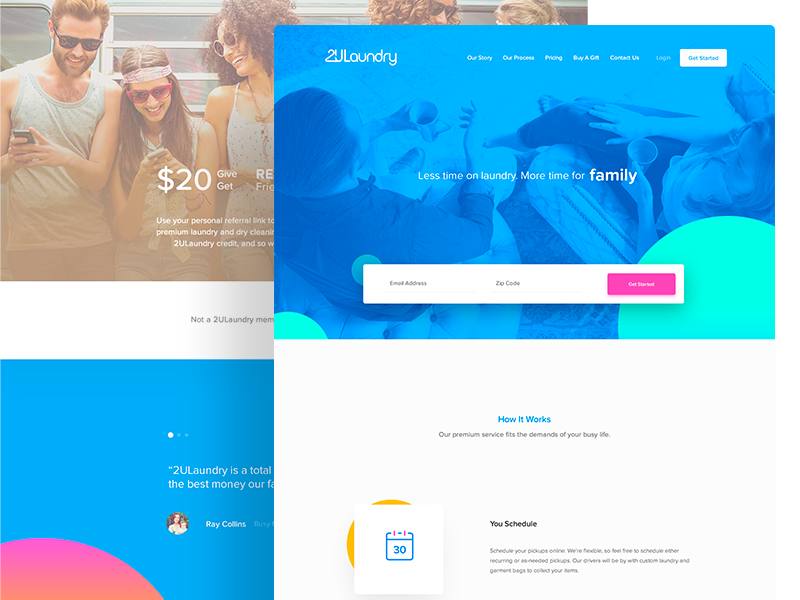 2ULaundry
Our Story Our Process Pricing Buy A Gift Contact Us Login Get Started
Less time on laundry. More time for family
Email Address Zip Code Get Started
How It Works
Our premium service fits the demands of your busy life.
30
You Schedule
Schedule your pickups online. We're flexible, so feel free to schedule either
recurring or as-needed pickups. Our drivers will be by with custom laundry and
garment bags to collect your items.
$20 Give
Get
RE
Frie
Use your personal referral link to
premium laundry and dry cleani
2ULaundry credit, and so w
Not a 2ULaundry mem
“2ULaundry is a total
the best money our fa
Ray Collins Busy